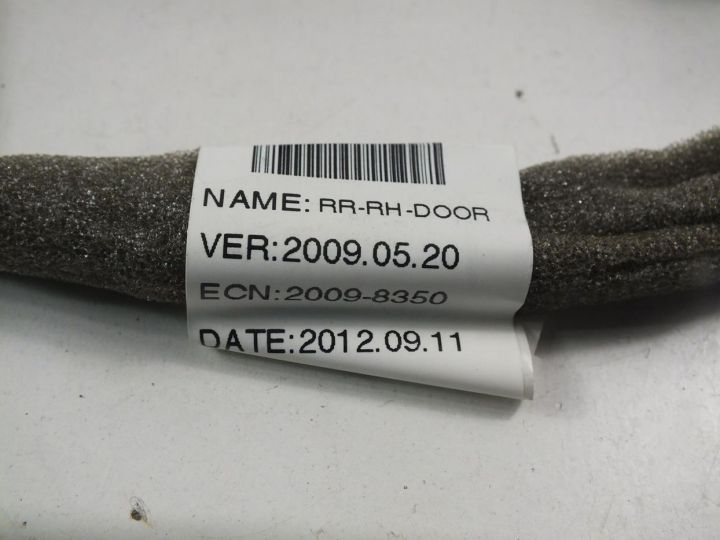 NAME: RR-RH-DOOR
VER:2009.05.20
ECN:2009-8350
DATE:2012.09.11